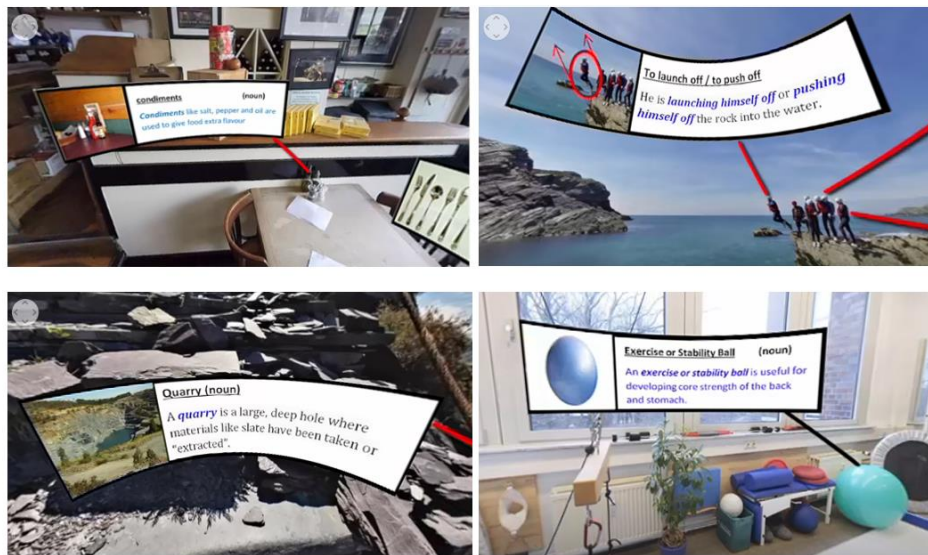 condiments (noun)
Condiments like salt, pepper and oil are
used to give food extra flavour
To launch off / to push off
He is launching himself off or pushing
himself off the rock into the water.
Quarry (noun)
A quarry is a large, deep hole where
materials like slate have been taken or
"extracted".
Exercise or Stability Ball (noun)
An exercise or stability ball is useful for
developing core strength of the back
and stomach.